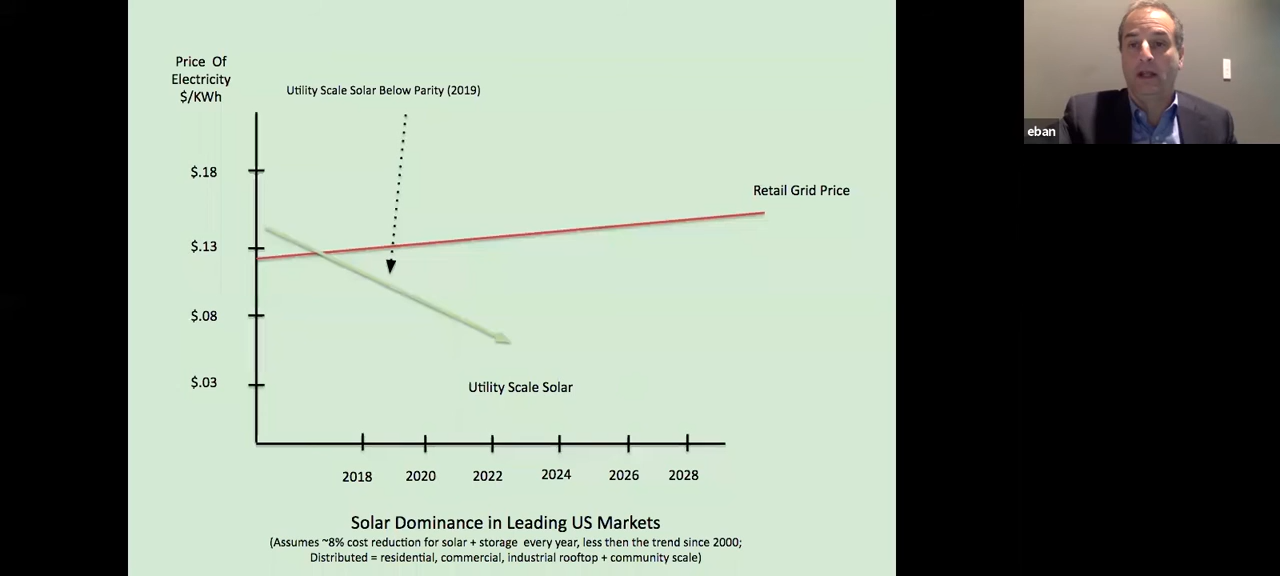 Price Of
Electricity
$/KWh
Utility Scale Solar Below Parity (2019)
eban
$.18
Retail Grid Price
$.13
$.08
$.03
Utility Scale Solar
2018 2020 2022 2024 2026 2028
Solar Dominance in Leading US Markets
(Assumes ~8% cost reduction for solar + storage every year, less then the trend since 2000;
Distributed = residential, commercial, industrial rooftop + community scale)